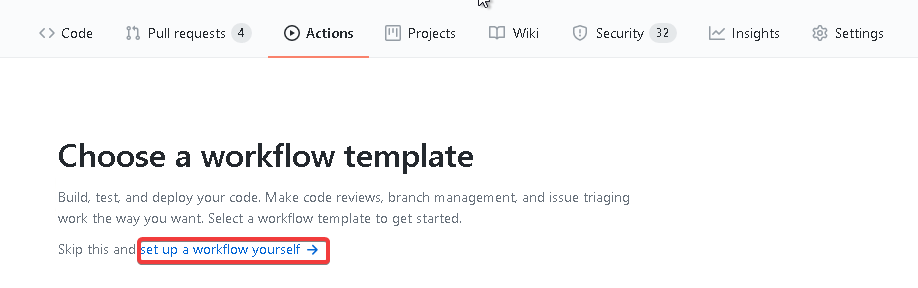 Code Pull requests 4 Actions Projects Wiki Security 32 Insights Settings
Choose a workflow template
Build, test, and deploy your code. Make code reviews, branch management, and issue triaging
work the way you want. Select a workflow template to get started.
Skip this and set up a workflow yourself →